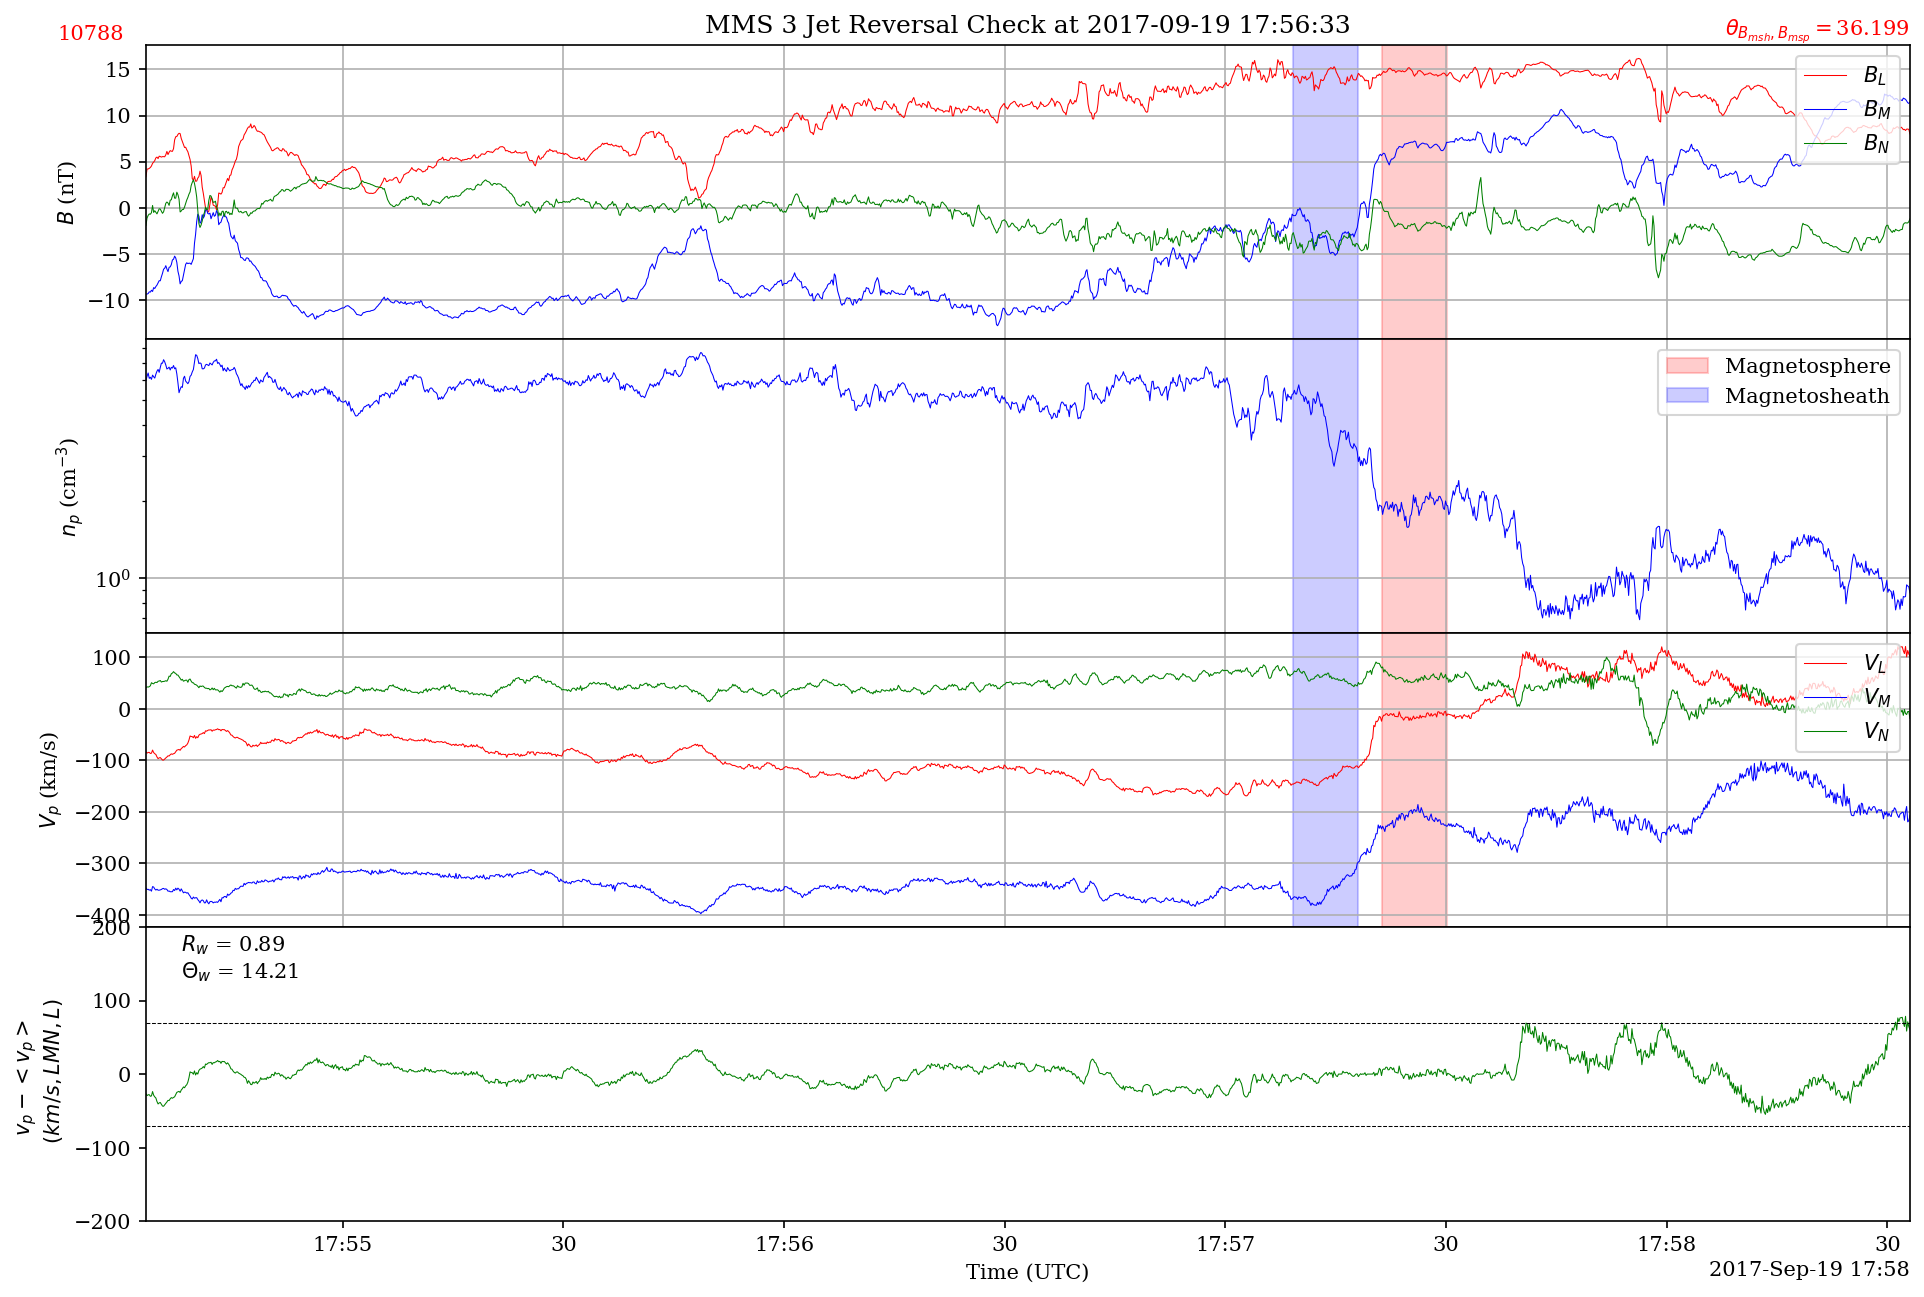 10788
MMS 3 Jet Reversal Check at 2017-09-19 17:56:33
θ_{B_{msh}, B_{msp}} = 36.199
15
10
5
0
−5
−10
B (nT)
B_L
B_M
B_N
10^0
n_p (cm^{−3})
Magnetosphere
Magnetosheath
100
0
−100
−200
−300
−400
V_p (km/s)
V_L
V_M
V_N
200
100
0
−100
−200
v_p − <v_p>
(km/s, LMN, L)
R_w = 0.89
Θ_w = 14.21
17:55 30 17:56 30 17:57 30 17:58 30
Time (UTC)
2017-Sep-19 17:58